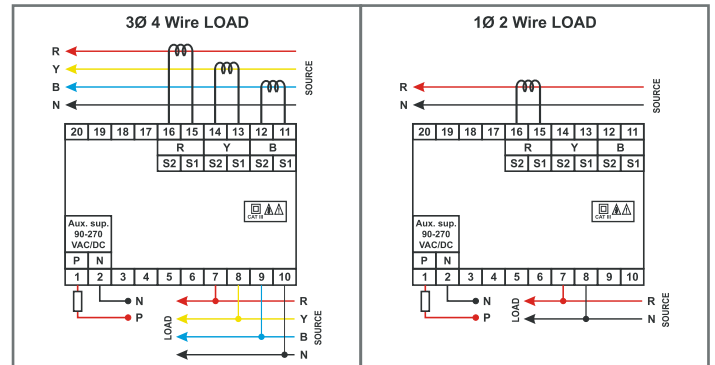 3Ø 4 Wire LOAD
R
Y
B
N
SOURCE
20 19 18 17 16 15 14 13 12 11
R Y B
S2 S1 S2 S1 S2 S1
CAT III
Aux. sup.
90-270
VAC/DC
P N
1 2 3 4 5 6 7 8 9 10
N
P
LOAD
R
Y
B
N
SOURCE
1Ø 2 Wire LOAD
R
N
SOURCE
20 19 18 17 16 15 14 13 12 11
R Y B
S2 S1 S2 S1 S2 S1
CAT III
Aux. sup.
90-270
VAC/DC
P N
1 2 3 4 5 6 7 8 9 10
N
P
LOAD
R
N
SOURCE